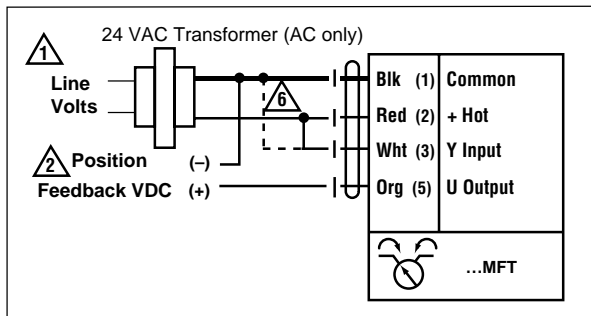 24 VAC Transformer (AC only)
1
Line
Volts
6
2 Position (–)
Feedback VDC (+)
Blk (1) Common
Red (2) + Hot
Wht (3) Y Input
Org (5) U Output
...MFT